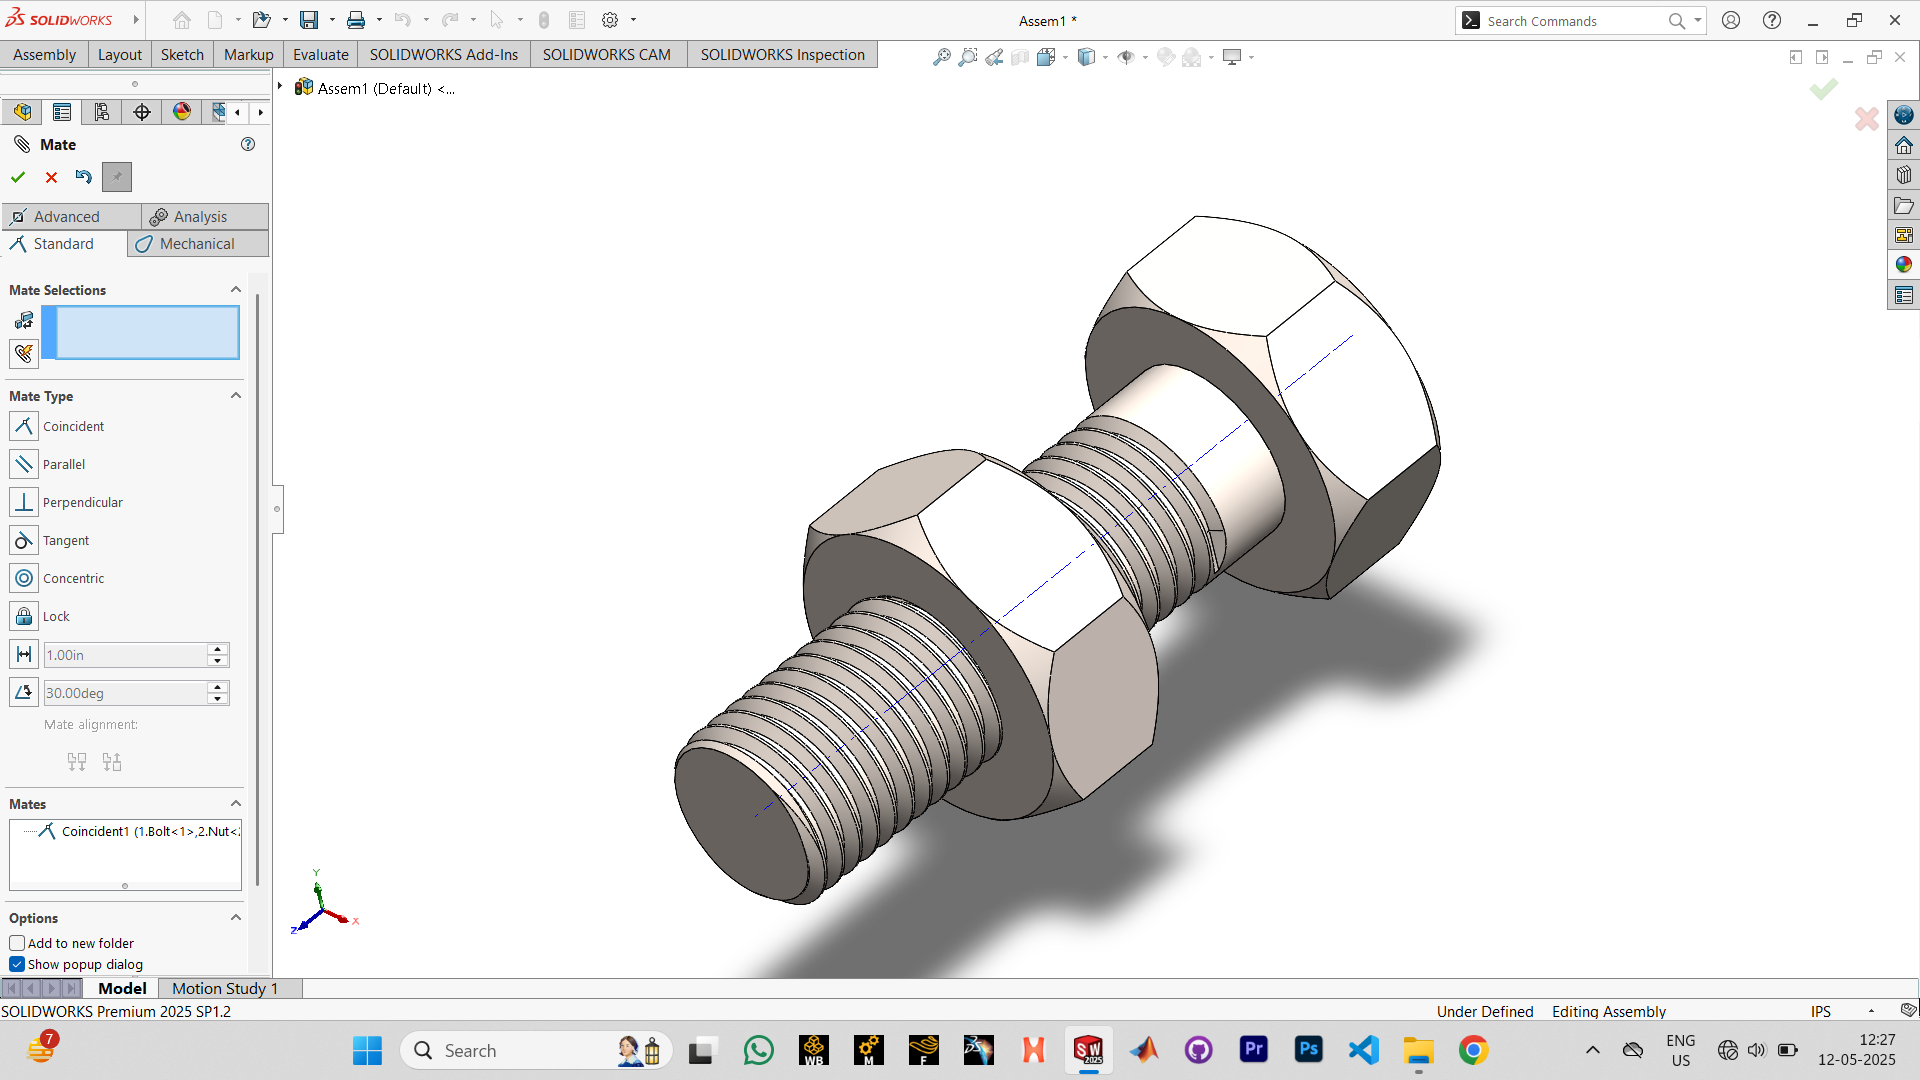 SOLIDWORKS
Assem1 *
Search Commands
Assembly
Layout
Sketch
Markup
Evaluate
SOLIDWORKS Add-Ins
SOLIDWORKS CAM
SOLIDWORKS Inspection
Assem1 (Default) <...
Mate
Advanced
Analysis
Standard
Mechanical
Mate Selections
Mate Type
Coincident
Parallel
Perpendicular
Tangent
Concentric
Lock
1.00in
30.00deg
Mate alignment:
Mates
Coincident1 (1.Bolt<1>,2.Nut<
Options
Add to new folder
Show popup dialog
Y
X
Z
Model
Motion Study 1
SOLIDWORKS Premium 2025 SP1.2
Under Defined
Editing Assembly
IPS
7
Search
WB
M
F
SW
2025
Pr
Ps
ENG
US
12:27
12-05-2025